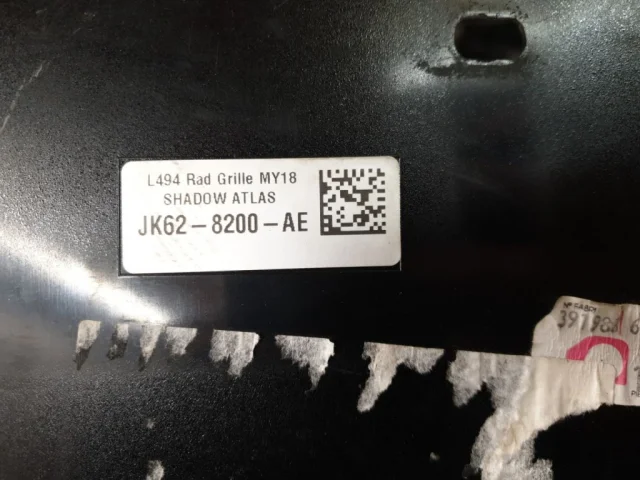 L494 Rad Grille MY18
SHADOW ATLAS
JK62-8200-AE